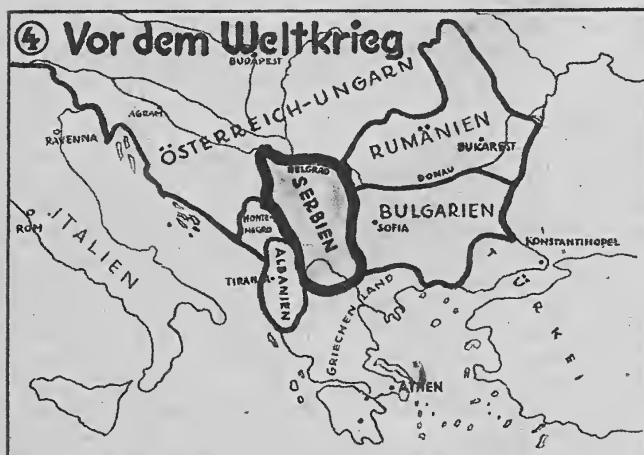 4 Vor dem Weltkrieg
BUDAPEST
ÖSTERREICH-UNGARN
AGRAM
RAVENNA
RUMÄNIEN
BUKAREST
BELGRAD
DONAU
SERBIEN
BULGARIEN
SOFIA
MONTE-
NEGRO
ROM
ITALIEN
KONSTANTINOPEL
TÜRKEI
TIRANA
ALBANIEN
GRIECHENLAND
ATHEN